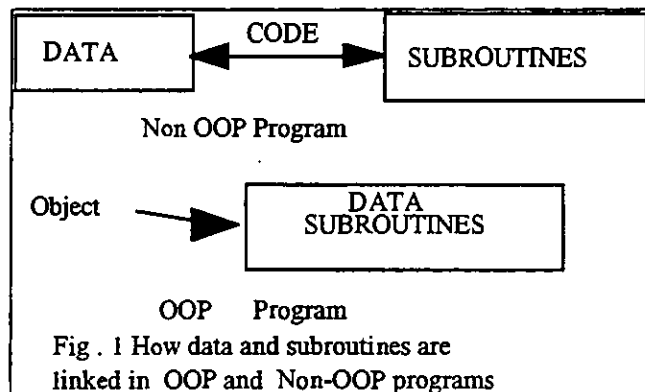 CODE
DATA
SUBROUTINES
Non OOP Program
Object
DATA
SUBROUTINES
OOP Program
Fig . 1 How data and subroutines are
linked in OOP and Non-OOP programs